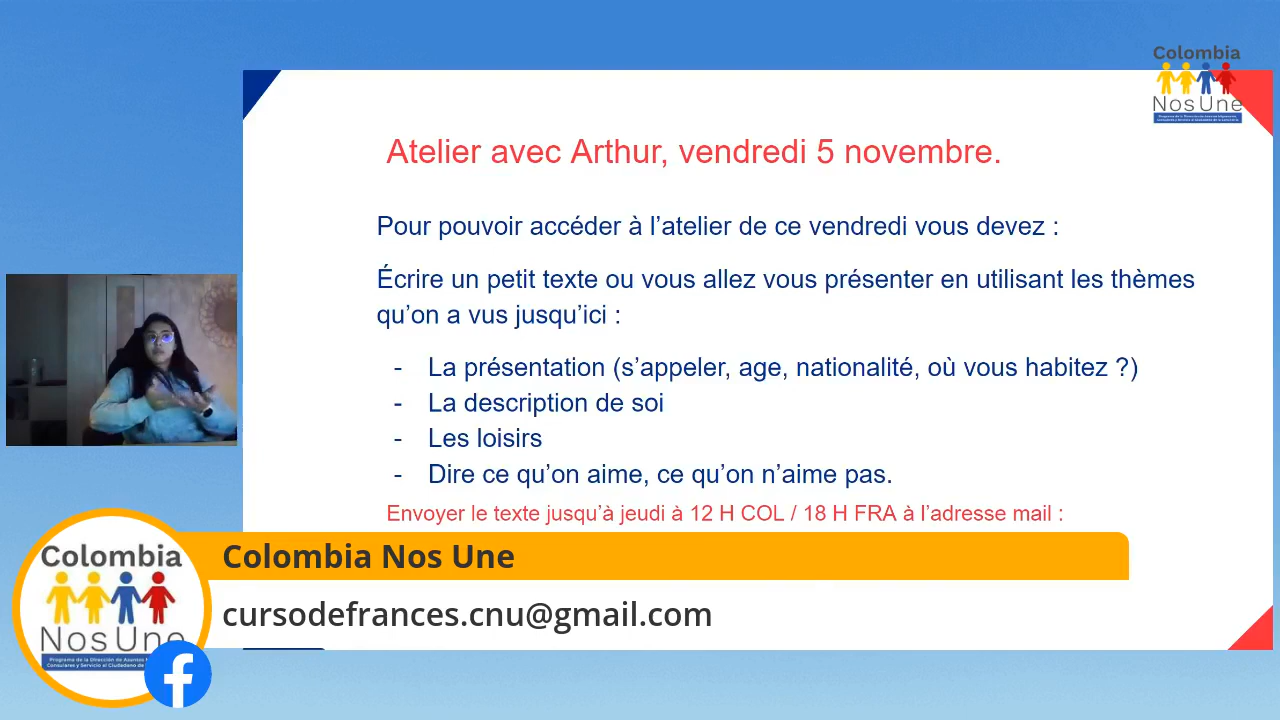 Colombia
Nos Une
Atelier avec Arthur, vendredi 5 novembre.
Pour pouvoir accéder à l'atelier de ce vendredi vous devez :
Écrire un petit texte ou vous allez vous présenter en utilisant les thèmes
qu'on a vus jusqu'ici :
- La présentation (s'appeler, age, nationalité, où vous habitez ?)
- La description de soi
- Les loisirs
- Dire ce qu'on aime, ce qu'on n'aime pas.
Envoyer le texte jusqu'à jeudi à 12 H COL / 18 H FRA à l'adresse mail :
Colombia Nos Une
cursodefrances.cnu@gmail.com
Colombia
Nos Une